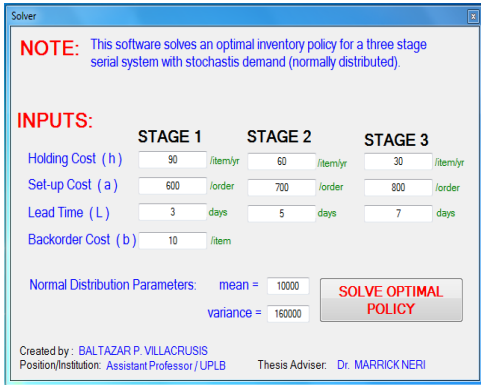 Solver
NOTE: This software solves an optimal inventory policy for a three stage
serial system with stochastis demand (normally distributed).
INPUTS:
STAGE 1 STAGE 2 STAGE 3
Holding Cost ( h ) 90 /item/yr 60 /item/yr 30 /item/yr
Set-up Cost ( a ) 600 /order 700 /order 800 /order
Lead Time ( L ) 3 days 5 days 7 days
Backorder Cost ( b ) 10 /item
Normal Distribution Parameters: mean = 10000
variance = 160000
SOLVE OPTIMAL
POLICY
Created by : BALTAZAR P. VILLACRUSIS
Position/Institution: Assistant Professor / UPLB Thesis Adviser: Dr. MARRICK NERI